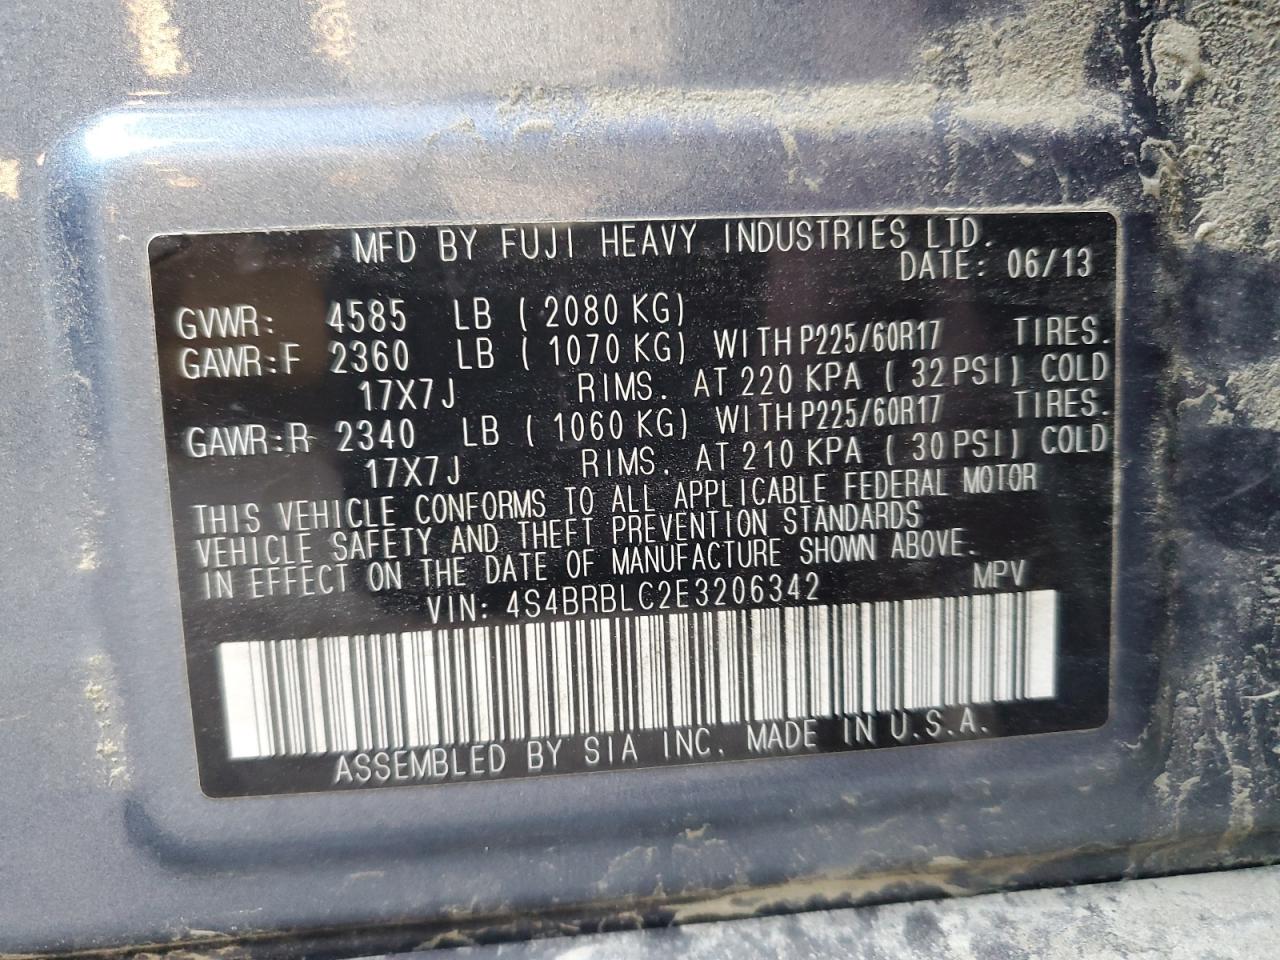 MFD BY FUJI HEAVY INDUSTRIES LTD.
DATE: 06/13
GVWR: 4585 LB ( 2080 KG)
GAWR:F 2360 LB ( 1070 KG) WITH P225/60R17 TIRES.
17X7J RIMS. AT 220 KPA ( 32 PSI) COLD
GAWR:R 2340 LB ( 1060 KG) WITH P225/60R17 TIRES.
17X7J RIMS. AT 210 KPA ( 30 PSI) COLD
THIS VEHICLE CONFORMS TO ALL APPLICABLE FEDERAL MOTOR
VEHICLE SAFETY AND THEFT PREVENTION STANDARDS
IN EFFECT ON THE DATE OF MANUFACTURE SHOWN ABOVE.
VIN: 4S4BRBLC2E3206342 MPV
ASSEMBLED BY SIA INC. MADE IN U.S.A.